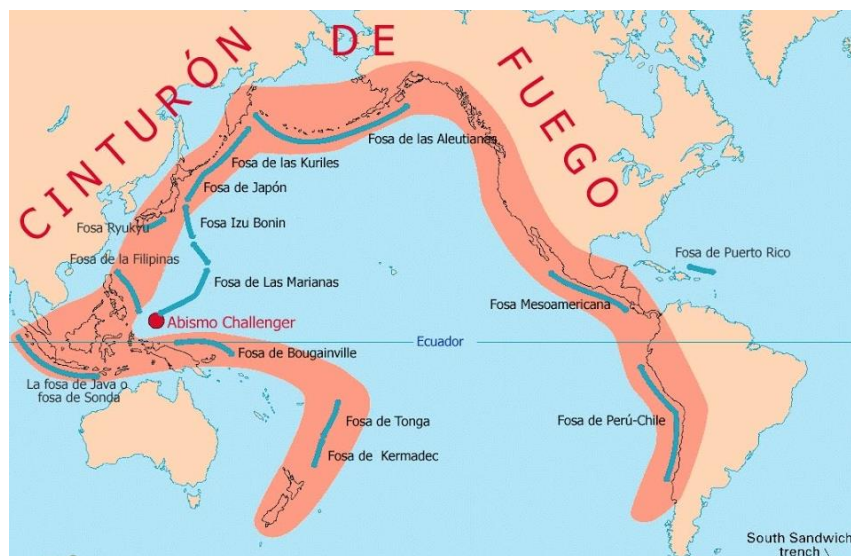 CINTURÓN DE FUEGO
Fosa de las Aleutianas
Fosa de las Kuriles
Fosa de Japón
Fosa Ryukyu
Fosa Izu Bonin
Fosa de la Filipinas
Fosa de Las Marianas
Fosa de Puerto Rico
Fosa Mesoamericana
Abismo Challenger
Ecuador
Fosa de Bougainville
La fosa de Java o
fosa de Sonda
Fosa de Tonga
Fosa de Perú-Chile
Fosa de Kermadec
South Sandwich
trench \